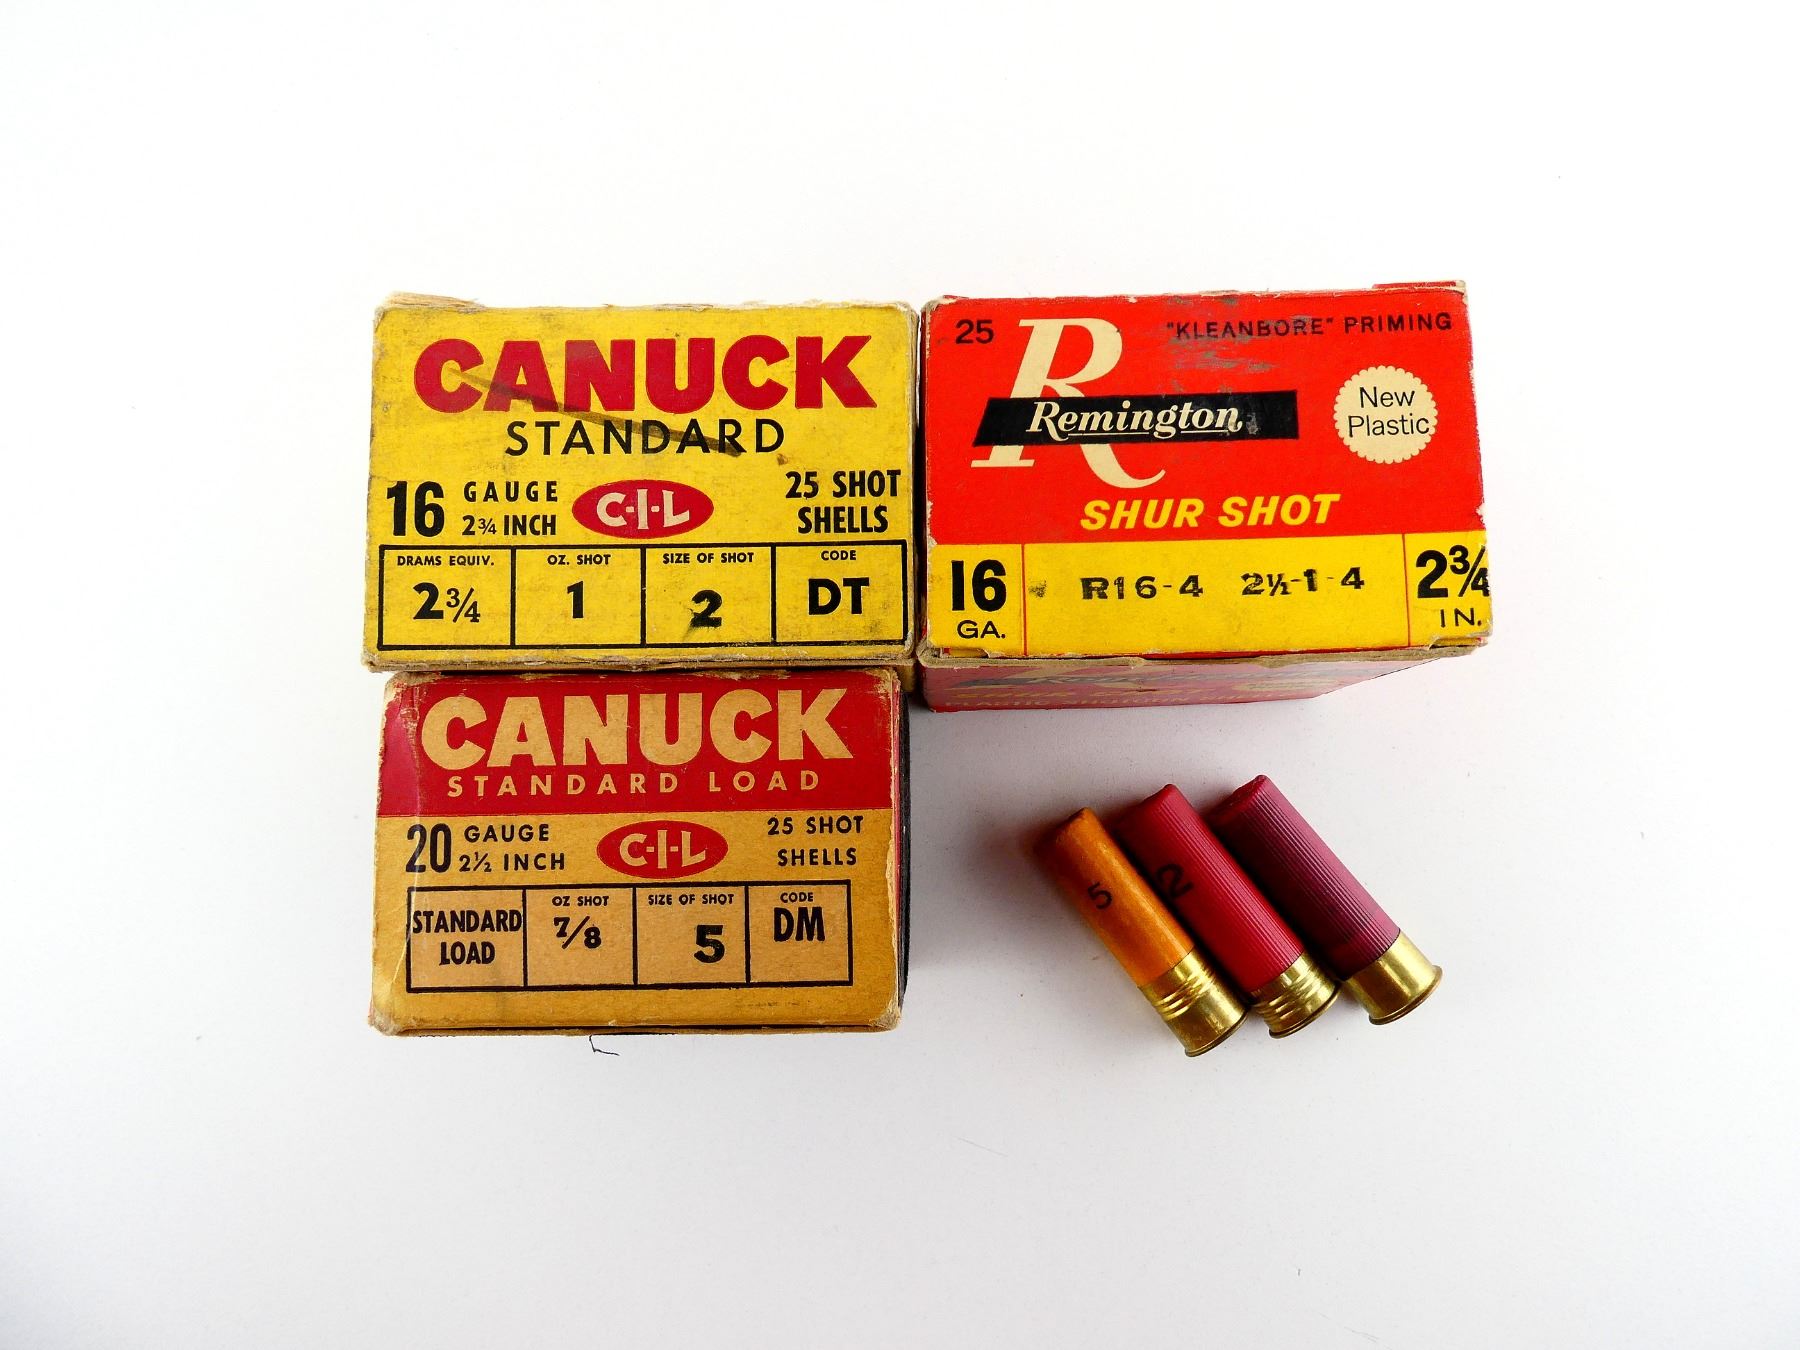 CANUCK
STANDARD
16 GAUGE 2¾ INCH
C-I-L
25 SHOT SHELLS
DRAMS EQUIV. OZ. SHOT SIZE OF SHOT CODE
2¾ 1 2 DT
25 "KLEANBORE" PRIMING
R
Remington
New
Plastic
SHUR SHOT
16 GA.
R16-4 2½-1-4
2¾ IN.
CANUCK
STANDARD LOAD
20 GAUGE 2½ INCH
C-I-L
25 SHOT SHELLS
STANDARD LOAD
OZ SHOT SIZE OF SHOT CODE
7/8 5 DM
5
2